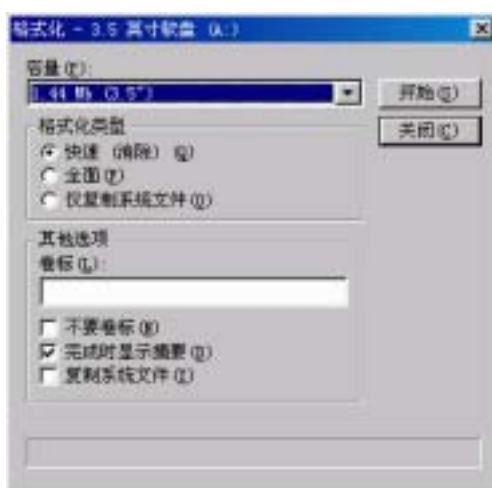 格式化 - 3.5 英寸软盘 (A:)
容量(P):
1.44 Mb (3.5")
开始(S)
关闭(C)
格式化类型
快速 (消除) (Q)
全面(F)
仅复制系统文件(O)
其他选项
卷标(L):
不要卷标(N)
完成时显示摘要(D)
复制系统文件(Y)